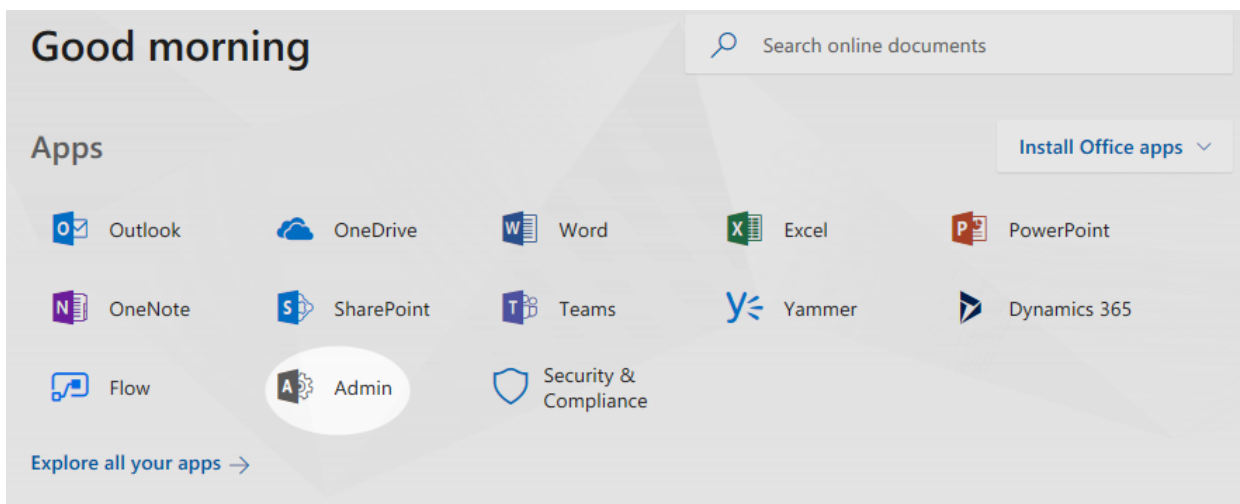 Good morning
Search online documents
Apps
Install Office apps
Outlook
OneDrive
Word
Excel
PowerPoint
OneNote
SharePoint
Teams
Yammer
Dynamics 365
Flow
Admin
Security &
Compliance
Explore all your apps →